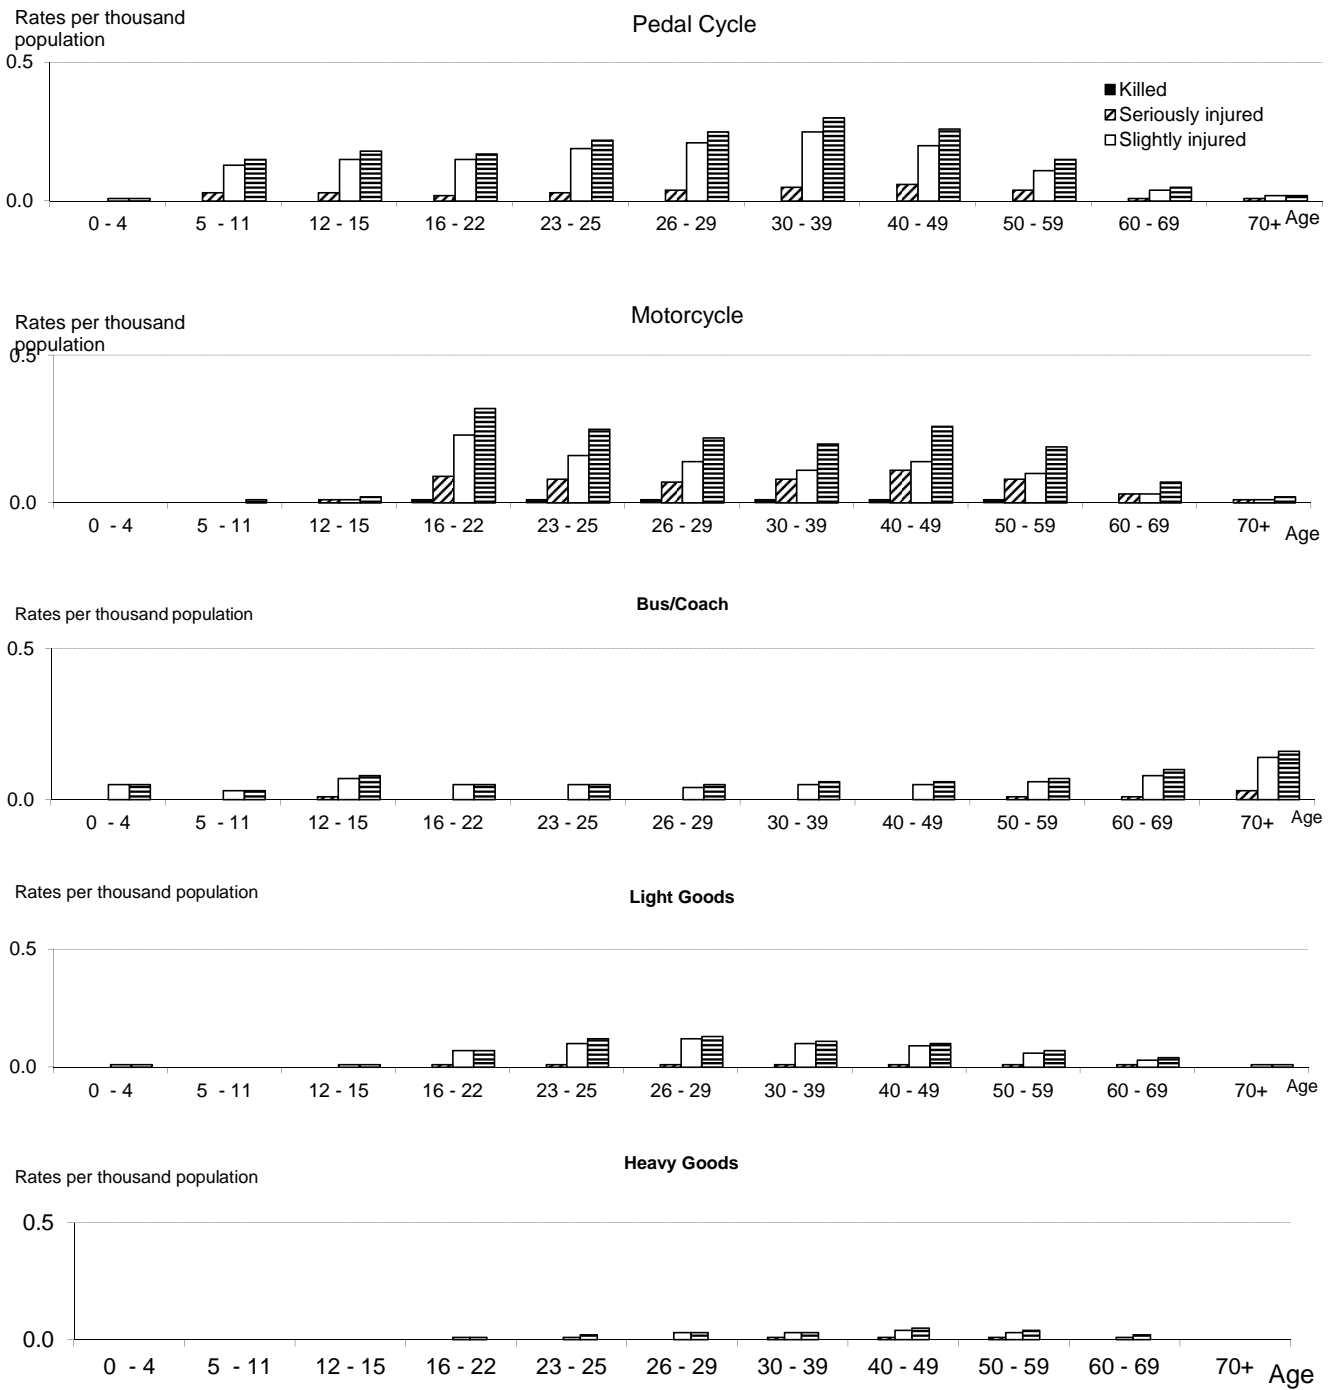 Rates per thousand
population
Pedal Cycle
0.5
Killed
Seriously injured
Slightly injured
0.0
0 - 4 5 - 11 12 - 15 16 - 22 23 - 25 26 - 29 30 - 39 40 - 49 50 - 59 60 - 69 70+ Age
Rates per thousand
population
Motorcycle
0.5
0.0
0 - 4 5 - 11 12 - 15 16 - 22 23 - 25 26 - 29 30 - 39 40 - 49 50 - 59 60 - 69 70+ Age
Rates per thousand population
Bus/Coach
0.5
0.0
0 - 4 5 - 11 12 - 15 16 - 22 23 - 25 26 - 29 30 - 39 40 - 49 50 - 59 60 - 69 70+ Age
Rates per thousand population
Light Goods
0.5
0.0
0 - 4 5 - 11 12 - 15 16 - 22 23 - 25 26 - 29 30 - 39 40 - 49 50 - 59 60 - 69 70+ Age
Rates per thousand population
Heavy Goods
0.5
0.0
0 - 4 5 - 11 12 - 15 16 - 22 23 - 25 26 - 29 30 - 39 40 - 49 50 - 59 60 - 69 70+ Age